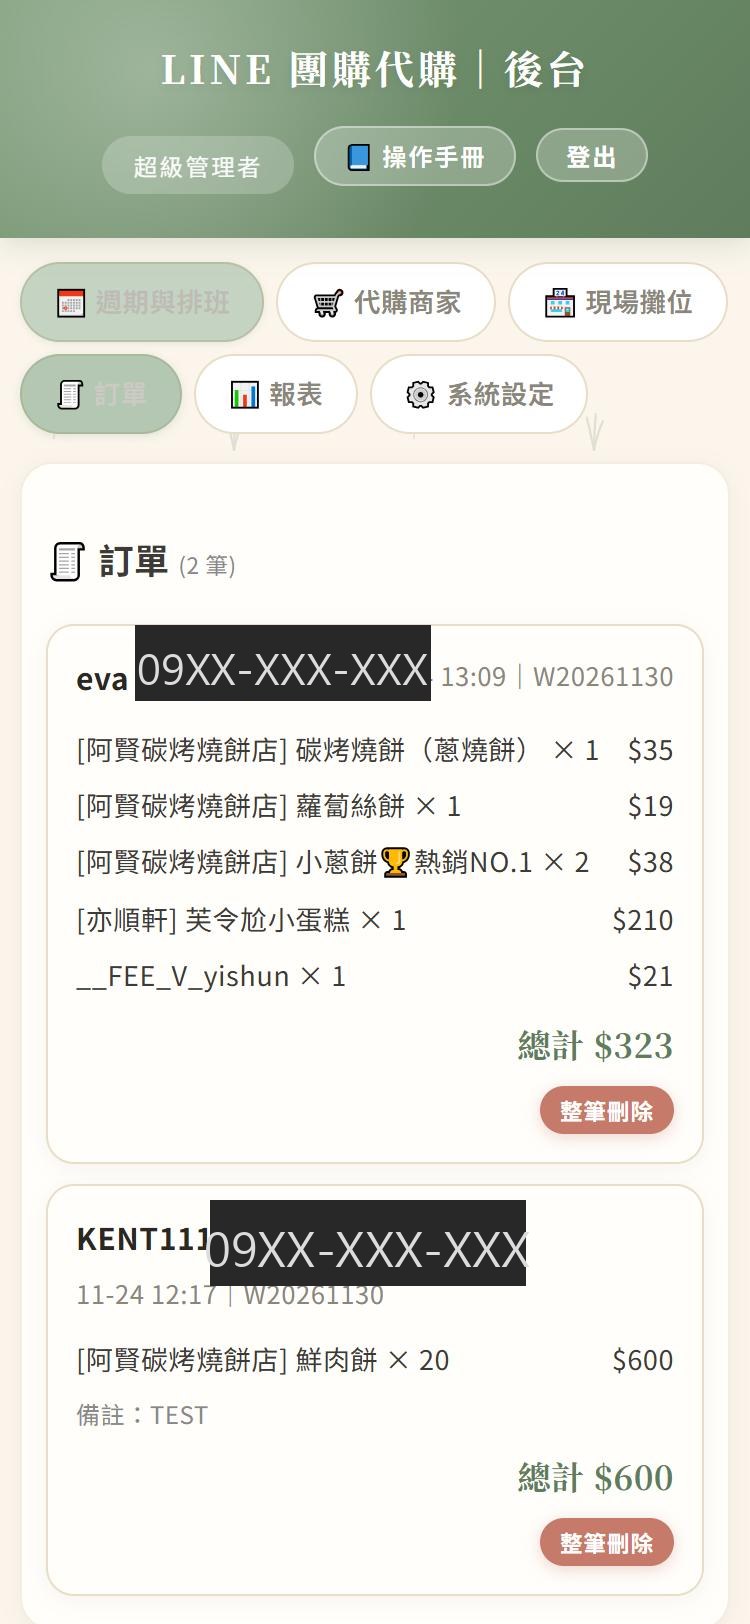 LINE 團購代購｜後台
超級管理者 📘 操作手冊 登出
📅 週期與排班 🛒 代購商家 🏪 現場攤位
🧾 訂單 📊 報表 ⚙️ 系統設定
🧾 訂單 (2 筆)
eva 09XX-XXX-XXX 13:09｜W20261130
[阿賢碳烤燒餅店] 碳烤燒餅（蔥燒餅） × 1 $35
[阿賢碳烤燒餅店] 蘿蔔絲餅 × 1 $19
[阿賢碳烤燒餅店] 小蔥餅🏆熱銷NO.1 × 2 $38
[亦順軒] 芙令尬小蛋糕 × 1 $210
__FEE_V_yishun × 1 $21
總計 $323
整筆刪除
KENT111 09XX-XXX-XXX
11-24 12:17｜W20261130
[阿賢碳烤燒餅店] 鮮肉餅 × 20 $600
備註：TEST
總計 $600
整筆刪除